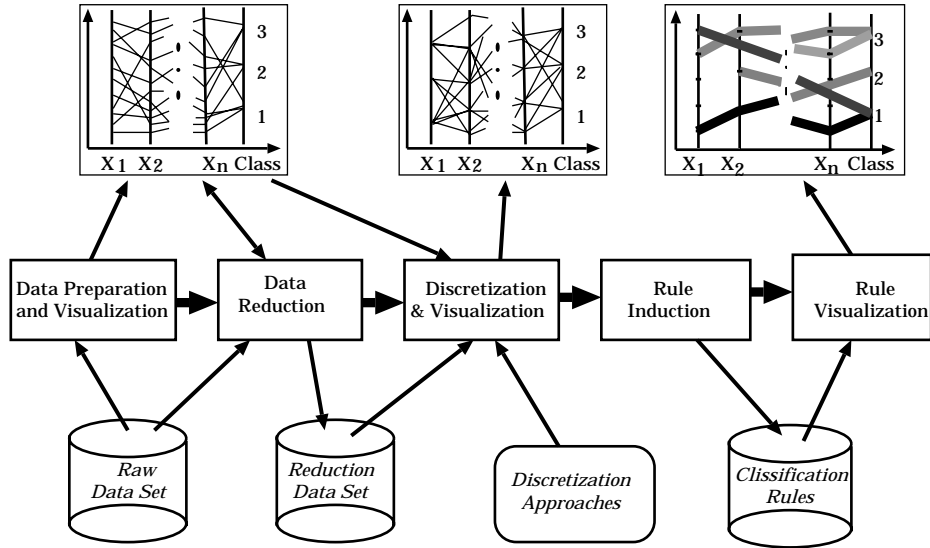 3
2
1
X1 X2 Xn Class
3
2
1
X1 X2 Xn Class
3
2
1
X1 X2 Xn Class
Data Preparation
and Visualization
Data
Reduction
Discretization
& Visualization
Rule
Induction
Rule
Visualization
Raw
Data Set
Reduction
Data Set
Discretization
Approaches
Clissification
Rules